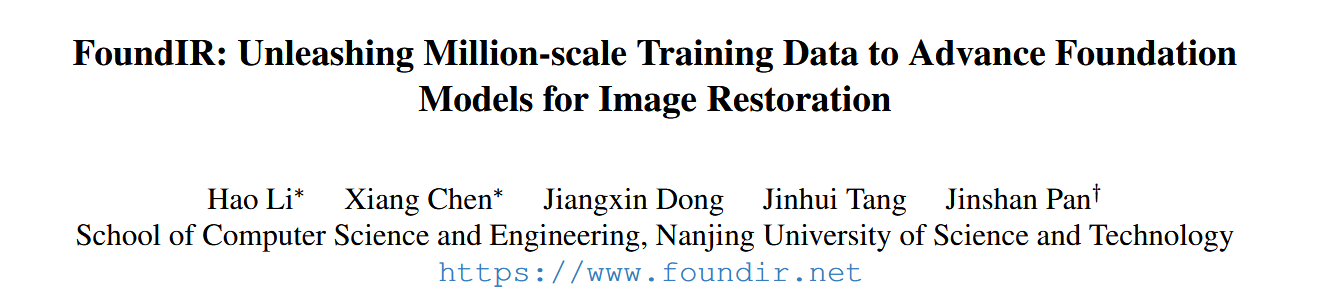 FoundIR: Unleashing Million-scale Training Data to Advance Foundation
Models for Image Restoration
Hao Li* Xiang Chen* Jiangxin Dong Jinhui Tang Jinshan Pan†
School of Computer Science and Engineering, Nanjing University of Science and Technology
https://www.foundir.net